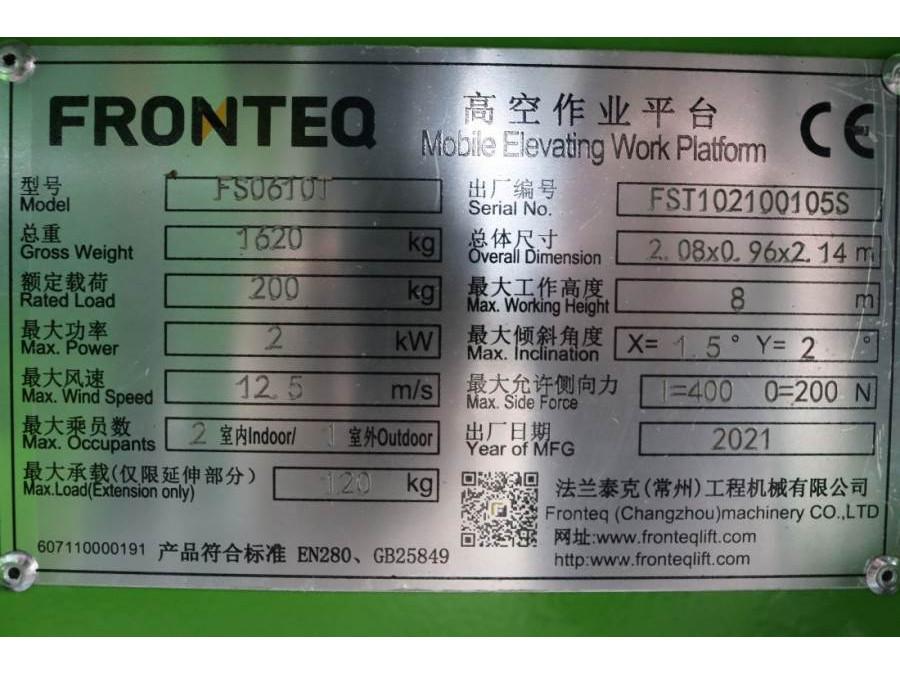 FRONTEQ
高空作业平台
Mobile Elevating Work Platform
CE
型号
Model
FS0610T
出厂编号
Serial No.
FST102100105S
总重
Gross Weight
1620 kg
总体尺寸
Overall Dimension
2.08x0.96x2.14 m
额定载荷
Rated Load
200 kg
最大工作高度
Max. Working Height
8 m
最大功率
Max. Power
2 kW
最大倾斜角度
Max. Inclination
X= 1.5° Y= 2 °
最大风速
Max. Wind Speed
12.5 m/s
最大允许侧向力
Max. Side Force
I=400 O=200 N
最大乘员数
Max. Occupants
2 室内Indoor/ 1 室外Outdoor
出厂日期
Year of MFG
2021
最大承载(仅限延伸部分)
Max.Load(Extension only)
120 kg
法兰泰克(常州)工程机械有限公司
Fronteq (Changzhou)machinery CO.,LTD
网址:www.fronteqlift.com
http:www.fronteqlift.com
607110000191 产品符合标准 EN280、GB25849